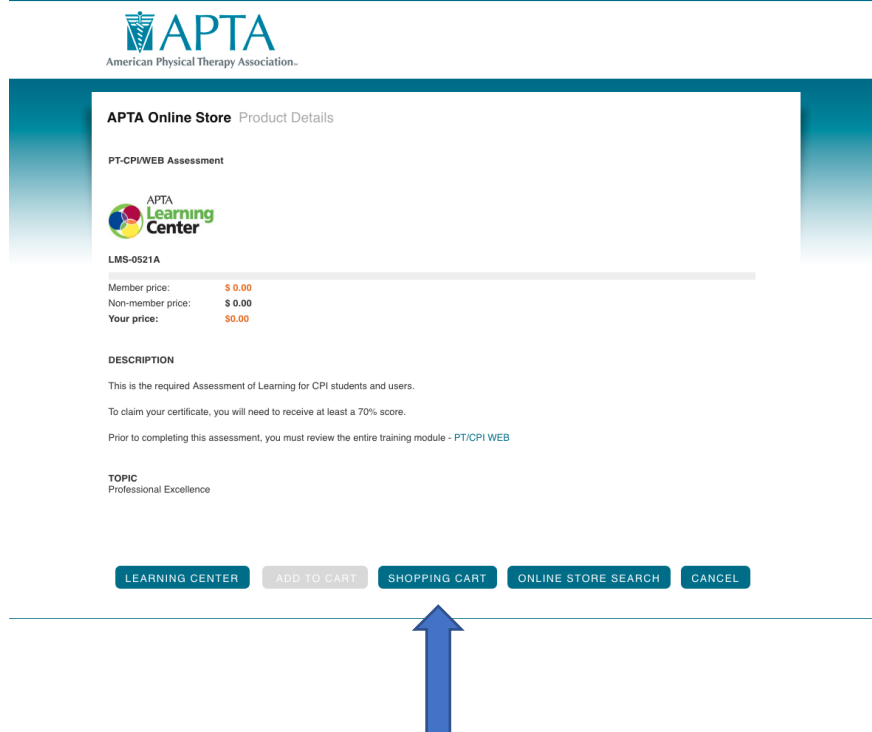 APTA
American Physical Therapy Association.
APTA Online Store Product Details
PT-CPI/WEB Assessment
APTA
Learning
Center
LMS-0521A
Member price: $ 0.00
Non-member price: $ 0.00
Your price: $0.00
DESCRIPTION
This is the required Assessment of Learning for CPI students and users.
To claim your certificate, you will need to receive at least a 70% score.
Prior to completing this assessment, you must review the entire training module - PT/CPI WEB
TOPIC
Professional Excellence
LEARNING CENTER ADD TO CART SHOPPING CART ONLINE STORE SEARCH CANCEL